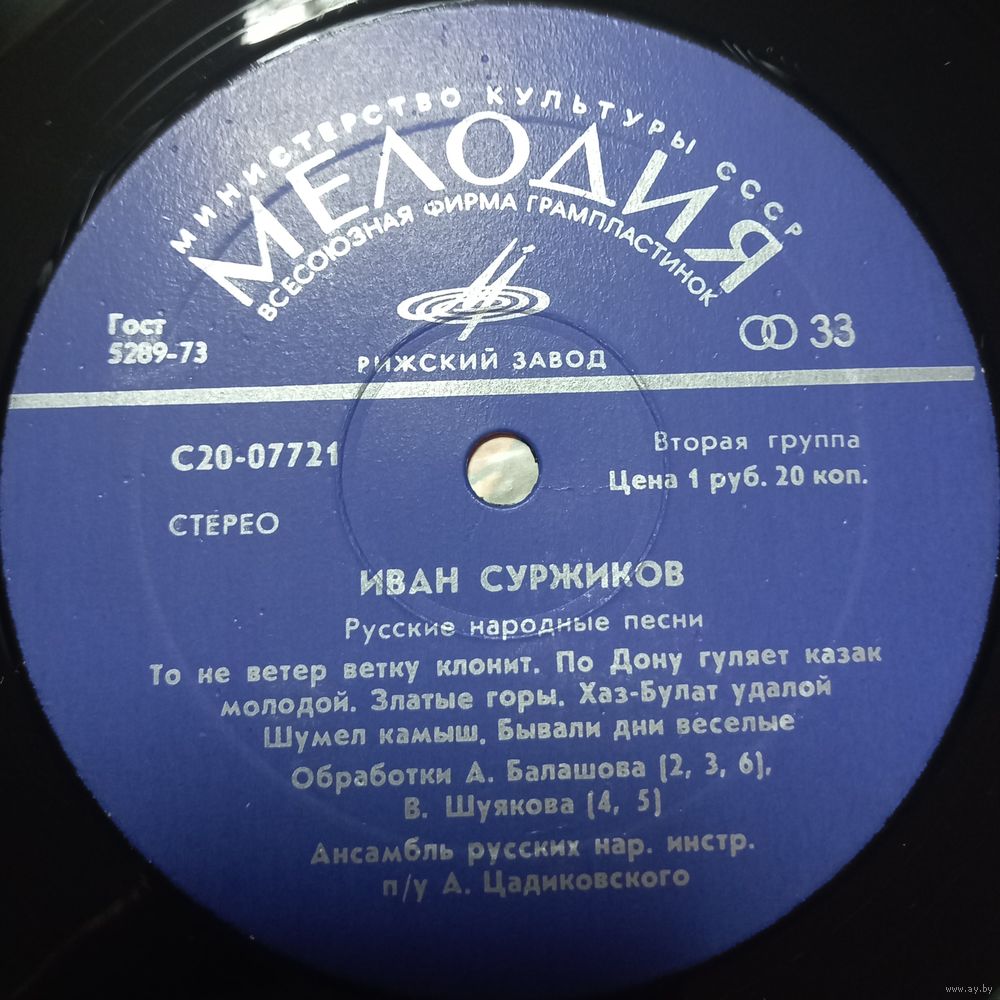 МИНИСТЕРСТВО КУЛЬТУРЫ СССР
МЕЛОДИЯ
ВСЕСОЮЗНАЯ ФИРМА ГРАМПЛАСТИНОК
Гост
5289-73
33
РИЖСКИЙ ЗАВОД
С20-07721
Вторая группа
Цена 1 руб. 20 коп.
СТЕРЕО
ИВАН СУРЖИКОВ
Русские народные песни
То не ветер ветку клонит. По Дону гуляет казак
молодой. Златые горы. Хаз-Булат удалой
Шумел камыш. Бывали дни веселые
Обработки А. Балашова (2, 3, 6),
В. Шуякова (4, 5)
Ансамбль русских нар. инстр.
п/у А. Цадиковского
www.ay.by